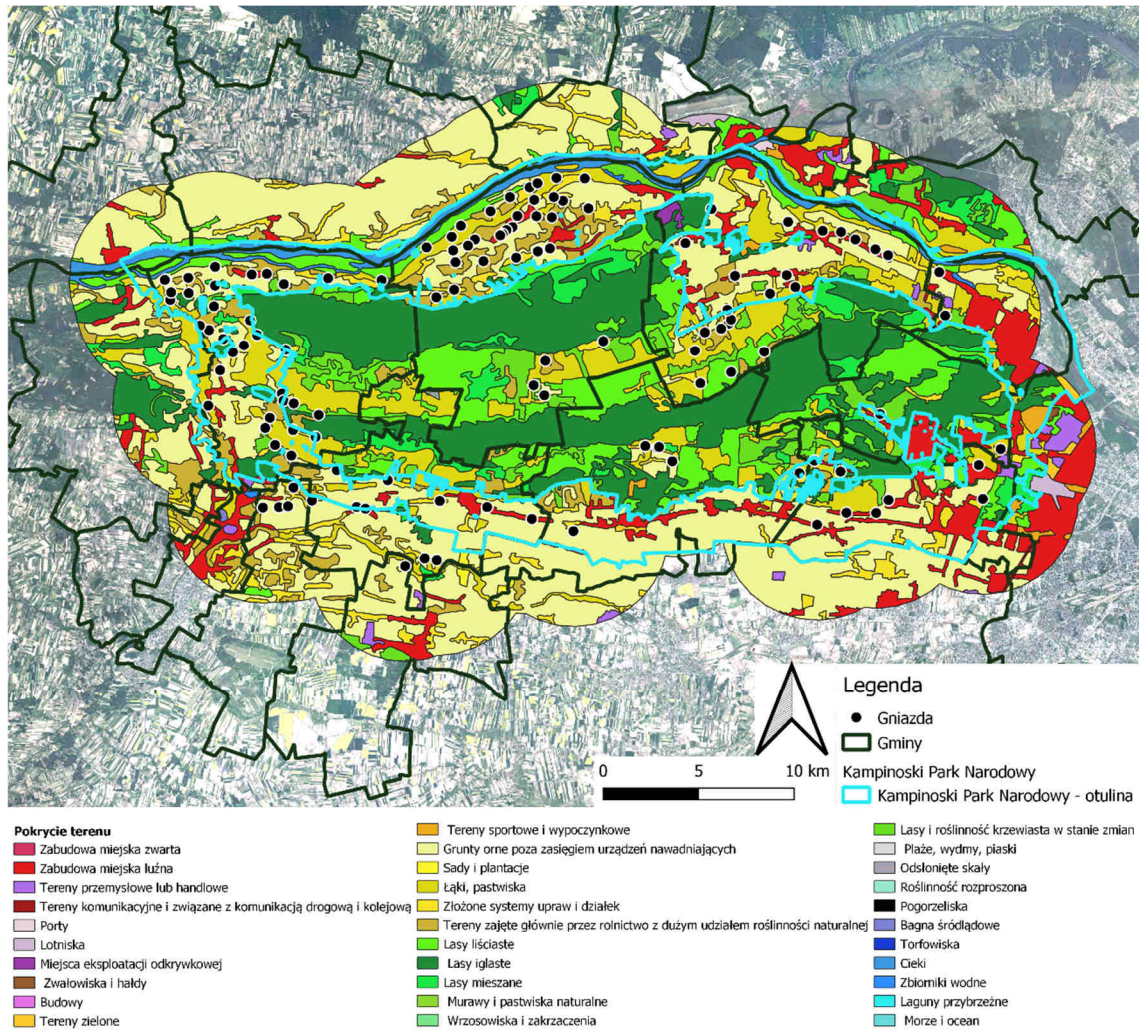 Legenda
Gniazda
Gminy
Kampinoski Park Narodowy
Kampinoski Park Narodowy - otulina
0 5 10 km
Pokrycie terenu
Zabudowa miejska zwarta
Zabudowa miejska luźna
Tereny przemysłowe lub handlowe
Tereny komunikacyjne i związane z komunikacją drogową i kolejową
Porty
Lotniska
Miejsca eksploatacji odkrywkowej
Zwałowiska i hałdy
Budowy
Tereny zielone
Tereny sportowe i wypoczynkowe
Grunty orne poza zasięgiem urządzeń nawadniających
Sady i plantacje
Łąki, pastwiska
Złożone systemy upraw i działek
Tereny zajęte głównie przez rolnictwo z dużym udziałem roślinności naturalnej
Lasy liściaste
Lasy iglaste
Lasy mieszane
Murawy i pastwiska naturalne
Wrzosowiska i zakrzaczenia
Lasy i roślinność krzewiasta w stanie zmian
Plaże, wydmy, piaski
Odsłonięte skały
Roślinność rozproszona
Pogorzeliska
Bagna śródlądowe
Torfowiska
Cieki
Zbiorniki wodne
Laguny przybrzeżne
Morze i ocean